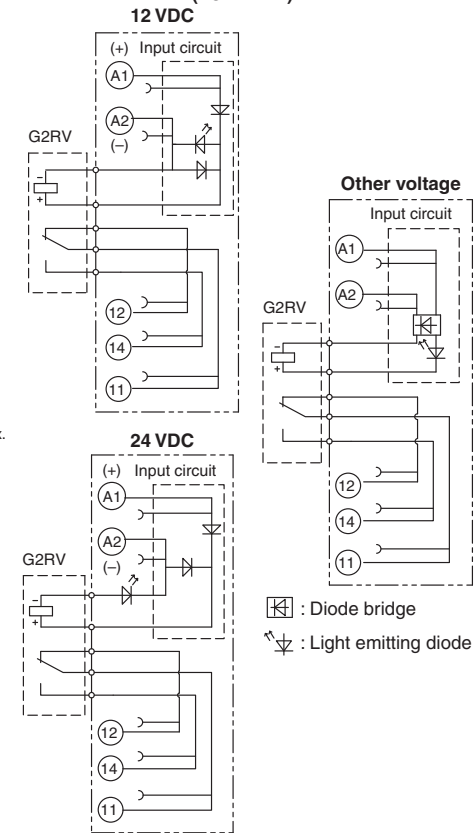 12 VDC
(+) Input circuit
A1
A2
(–)
G2RV
–
+
12
14
11
Other voltage
Input circuit
A1
A2
G2RV
–
+
12
14
11
x.
24 VDC
(+) Input circuit
A1
A2
(–)
G2RV
–
+
12
14
11
: Diode bridge
: Light emitting diode